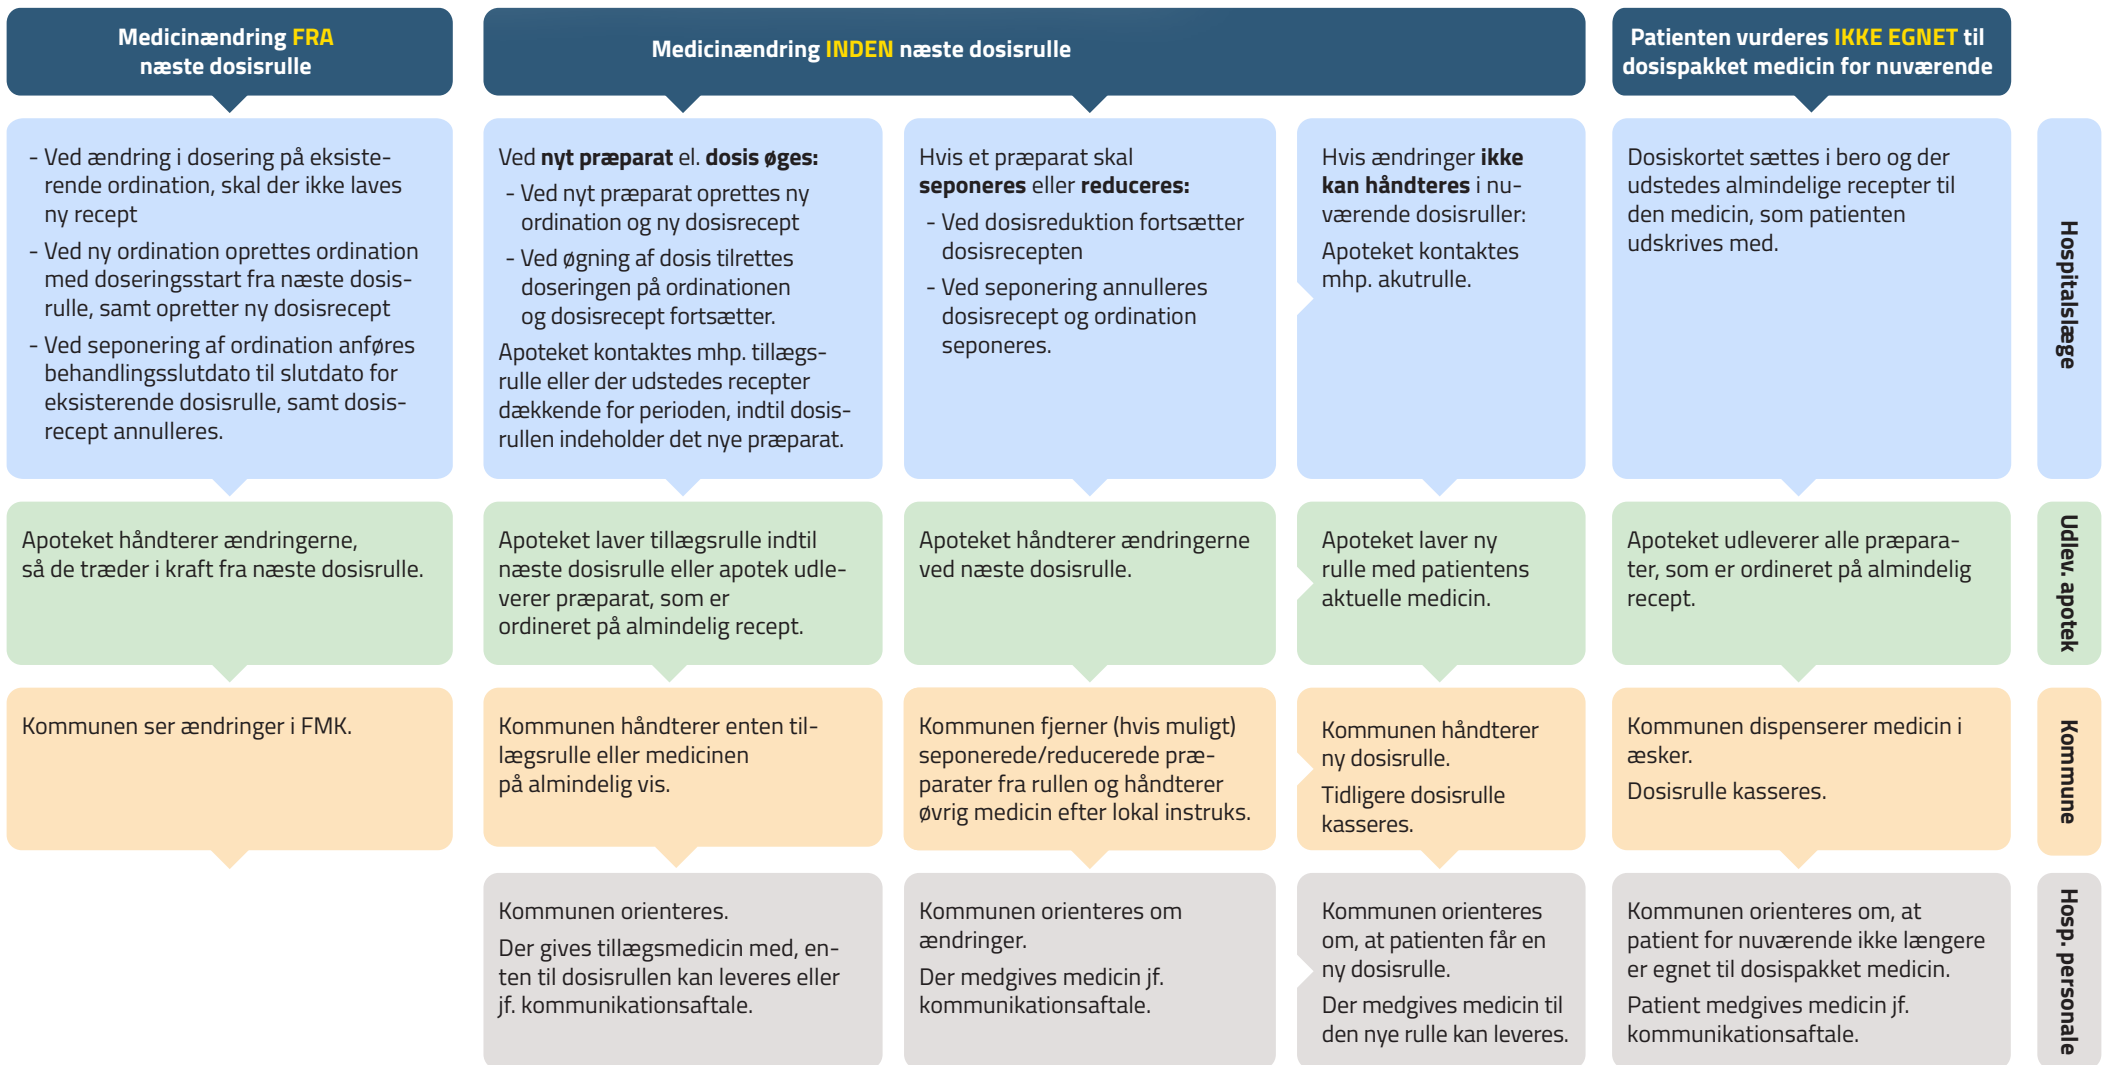 Medicinændring FRA
næste dosisrulle
Medicinændring INDEN næste dosisrulle
Patienten vurderes IKKE EGNET til
dosispakket medicin for nuværende
- Ved ændring i dosering på eksiste-
rende ordination, skal der ikke laves
ny recept
- Ved ny ordination oprettes ordination
med doseringsstart fra næste dosis-
rulle, samt opretter ny dosisrecept
- Ved seponering af ordination anføres
behandlingsslutdato til slutdato for
eksisterende dosisrulle, samt dosis-
recept annulleres.
Ved nyt præparat el. dosis øges:
- Ved nyt præparat oprettes ny
ordination og ny dosisrecept
- Ved øgning af dosis tilrettes
doseringen på ordinationen
og dosisrecept fortsætter.
Apoteket kontaktes mhp. tillægs-
rulle eller der udstedes recepter
dækkende for perioden, indtil dosis-
rullen indeholder det nye præparat.
Hvis et præparat skal
seponeres eller reduceres:
- Ved dosisreduktion fortsætter
dosisrecepten
- Ved seponering annulleres
dosisrecept og ordination
seponeres.
Hvis ændringer ikke
kan håndteres i nu-
værende dosisruller:
Apoteket kontaktes
mhp. akutrulle.
Dosiskortet sættes i bero og der
udstedes almindelige recepter til
den medicin, som patienten
udskrives med.
Hospitalslæge
Apoteket håndterer ændringerne,
så de træder i kraft fra næste dosisrulle.
Apoteket laver tillægsrulle indtil
næste dosisrulle eller apotek udle-
verer præparat, som er
ordineret på almindelig recept.
Apoteket håndterer ændringerne
ved næste dosisrulle.
Apoteket laver ny
rulle med patientens
aktuelle medicin.
Apoteket udleverer alle præpara-
ter, som er ordineret på almindelig
recept.
Udlev. apotek
Kommunen ser ændringer i FMK.
Kommunen håndterer enten til-
lægsrulle eller medicinen
på almindelig vis.
Kommunen fjerner (hvis muligt)
seponerede/reducerede præ-
parater fra rullen og håndterer
øvrig medicin efter lokal instruks.
Kommunen håndterer
ny dosisrulle.
Tidligere dosisrulle
kasseres.
Kommunen dispenserer medicin i
æsker.
Dosisrulle kasseres.
Kommune
Kommunen orienteres.
Der gives tillægsmedicin med, en-
ten til dosisrullen kan leveres eller
jf. kommunikationsaftale.
Kommunen orienteres om
ændringer.
Der medgives medicin jf.
kommunikationsaftale.
Kommunen orienteres
om, at patienten får en
ny dosisrulle.
Der medgives medicin til
den nye rulle kan leveres.
Kommunen orienteres om, at
patient for nuværende ikke længere
er egnet til dosispakket medicin.
Patient medgives medicin jf.
kommunikationsaftale.
Hosp. personale